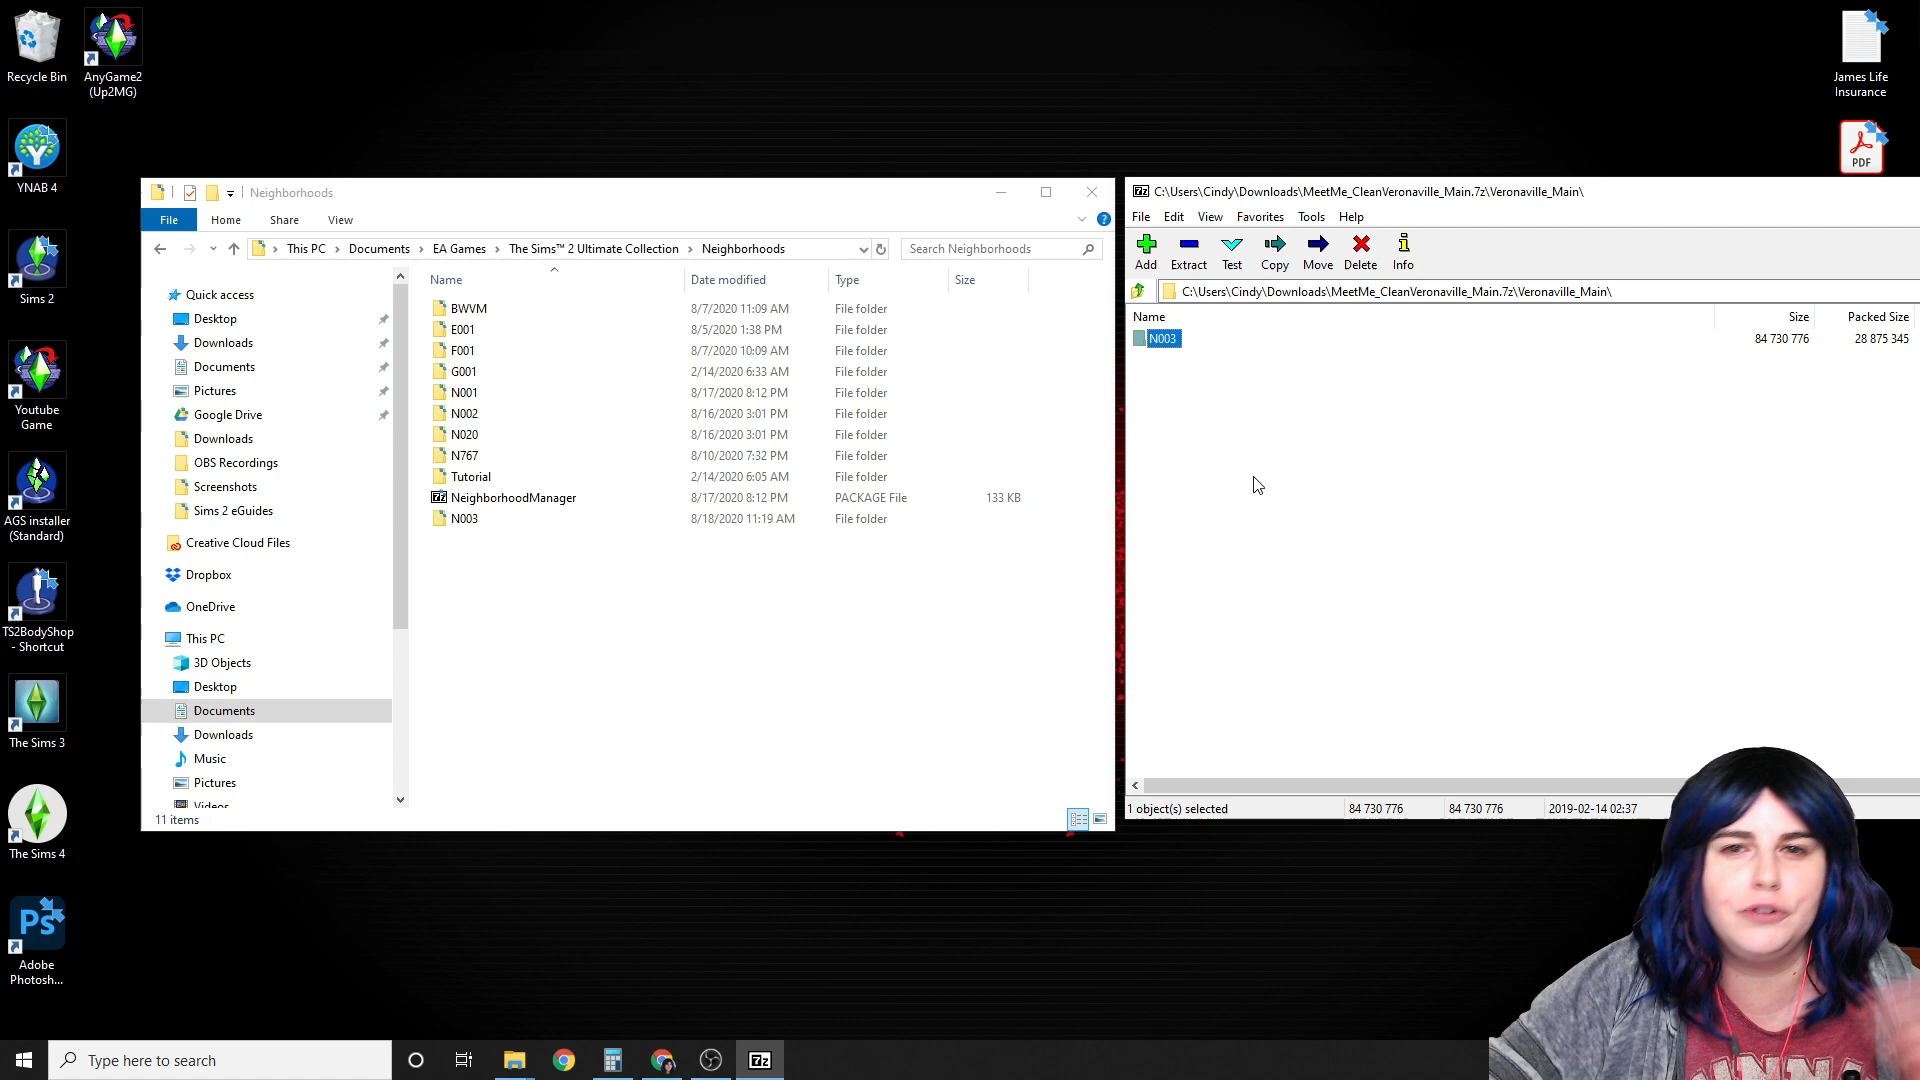 Recycle Bin
AnyGame2
(Up2MG)
YNAB 4
Sims 2
Youtube
Game
AGS installer
(Standard)
TS2BodyShop
- Shortcut
The Sims 3
The Sims 4
Ps
Adobe
Photosh...
James Life
Insurance
PDF
Neighborhoods
File Home Share View
This PC > Documents > EA Games > The Sims™ 2 Ultimate Collection > Neighborhoods
Search Neighborhoods
Quick access
Desktop
Downloads
Documents
Pictures
Google Drive
Downloads
OBS Recordings
Screenshots
Sims 2 eGuides
Creative Cloud Files
Dropbox
OneDrive
This PC
3D Objects
Desktop
Documents
Downloads
Music
Pictures
Videos
11 items
Name Date modified Type Size
BWVM 8/7/2020 11:09 AM File folder
E001 8/5/2020 1:38 PM File folder
F001 8/7/2020 10:09 AM File folder
G001 2/14/2020 6:33 AM File folder
N001 8/17/2020 8:12 PM File folder
N002 8/16/2020 3:01 PM File folder
N020 8/16/2020 3:01 PM File folder
N767 8/10/2020 7:32 PM File folder
Tutorial 2/14/2020 6:05 AM File folder
NeighborhoodManager 8/17/2020 8:12 PM PACKAGE File 133 KB
N003 8/18/2020 11:19 AM File folder
7z C:\Users\Cindy\Downloads\MeetMe_CleanVeronaville_Main.7z\Veronaville_Main\
File Edit View Favorites Tools Help
Add Extract Test Copy Move Delete Info
C:\Users\Cindy\Downloads\MeetMe_CleanVeronaville_Main.7z\Veronaville_Main\
Name Size Packed Size
N003 84 730 776 28 875 345
1 object(s) selected 84 730 776 84 730 776 2019-02-14 02:37
Type here to search
7z